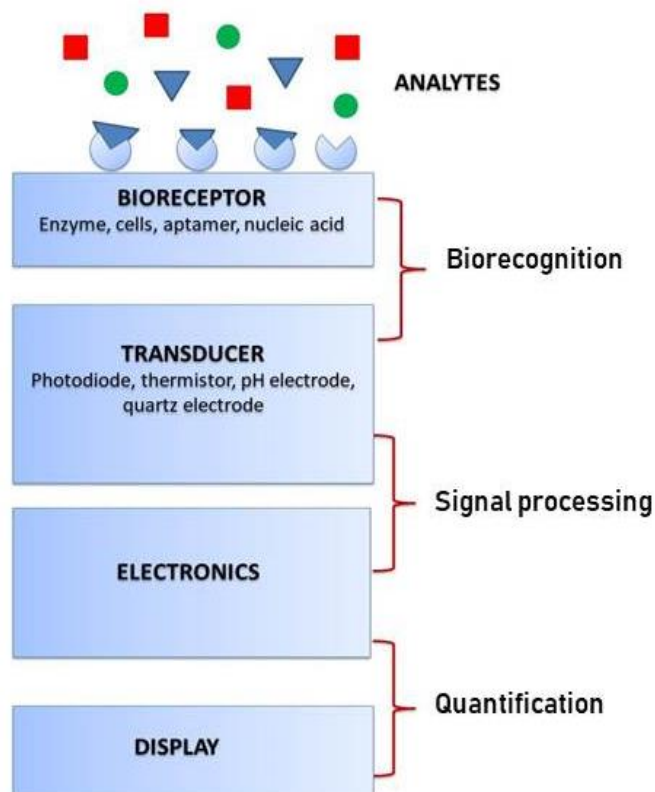 ANALYTES
BIORECEPTOR
Enzyme, cells, aptamer, nucleic acid
Biorecognition
TRANSDUCER
Photodiode, thermistor, pH electrode,
quartz electrode
Signal processing
ELECTRONICS
Quantification
DISPLAY